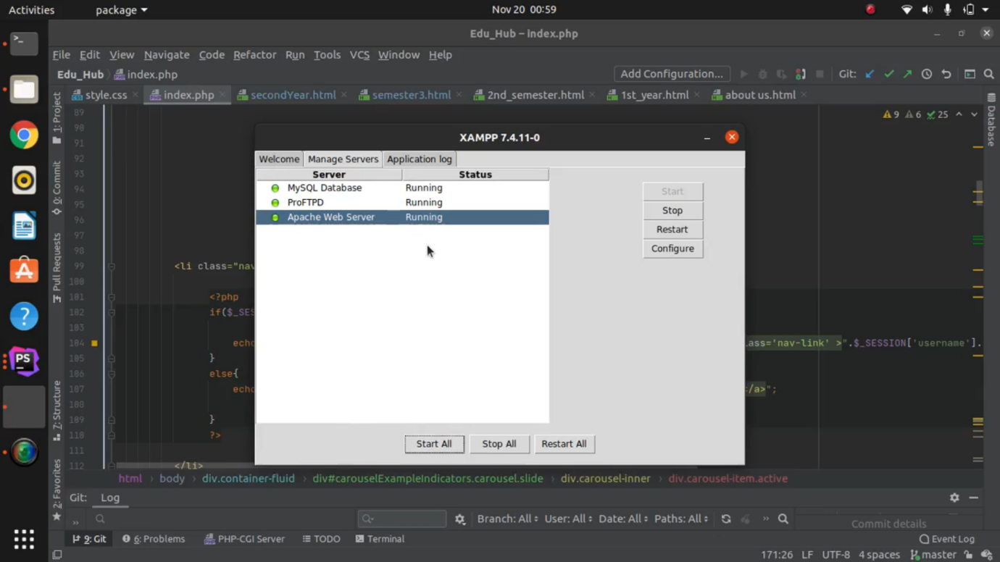 Activities
package
Nov 20 00:59
Edu_Hub – index.php
File Edit View Navigate Code Refactor Run Tools VCS Window Help
Edu_Hub index.php
Add Configuration...
Git:
style.css
index.php
secondYear.html
semester3.html
2nd_semester.html
1st_year.html
about us.html
1: Project
0: Commit
Pull Requests
7: Structure
2: Favorites
Database
9 6 25
XAMPP 7.4.11-0
Welcome Manage Servers Application log
Server Status
MySQL Database Running
ProFTPD Running
Apache Web Server Running
Start
Stop
Restart
Configure
Start All Stop All Restart All
89
90
91
92
93
94
95
96
97
98
99 <li class="nav
100
101 <?php
102 if($_SES
103
104 echo ass='nav-link' >".$_SESSION['username'].
105 }
106 else{
107 echo </a>";
108
109 }
110 ?>
111
112 </li>
html body div.container-fluid div#carouselExampleIndicators.carousel.slide div.carousel-inner div.carousel-item.active
Git: Log
Branch: All User: All Date: All Paths: All
Commit details
9: Git 6: Problems PHP-CGI Server TODO Terminal Event Log
171:26 LF UTF-8 4 spaces master